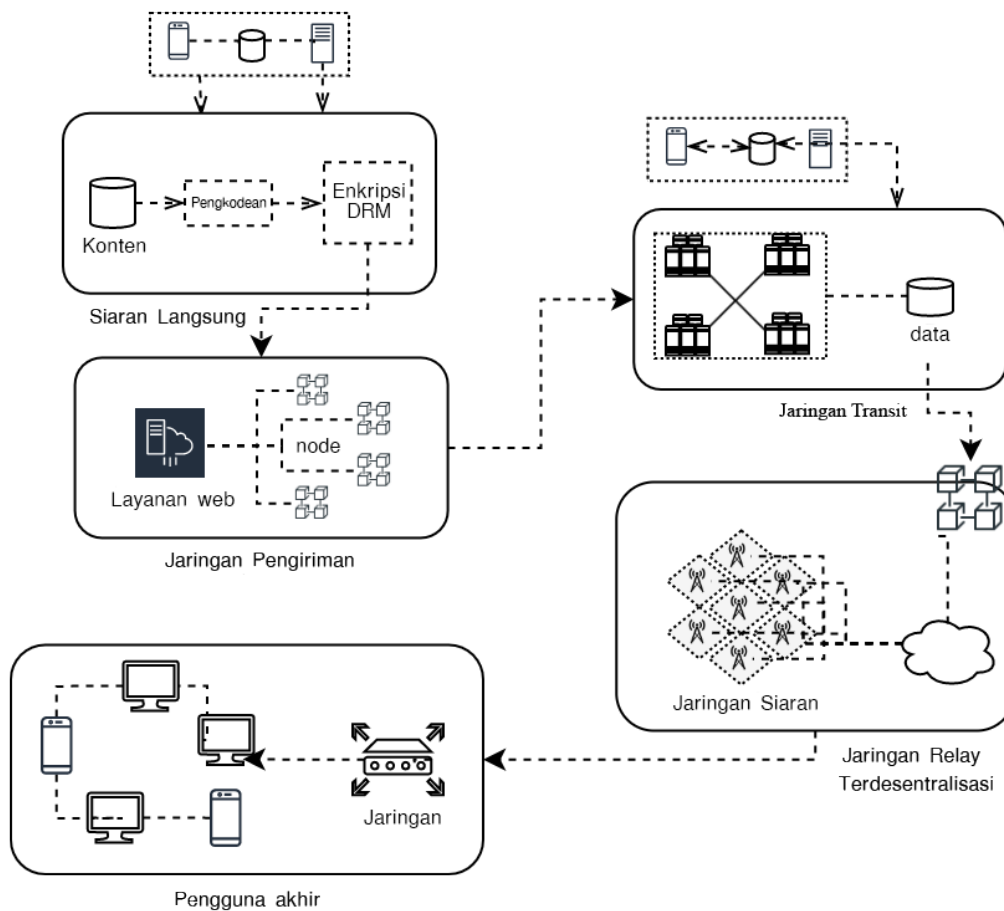 Konten
Pengkodean
Enkripsi
DRM
Siaran Langsung
Layanan web
node
Jaringan Pengiriman
data
Jaringan Transit
Jaringan Siaran
Jaringan Relay
Terdesentralisasi
Jaringan
Pengguna akhir